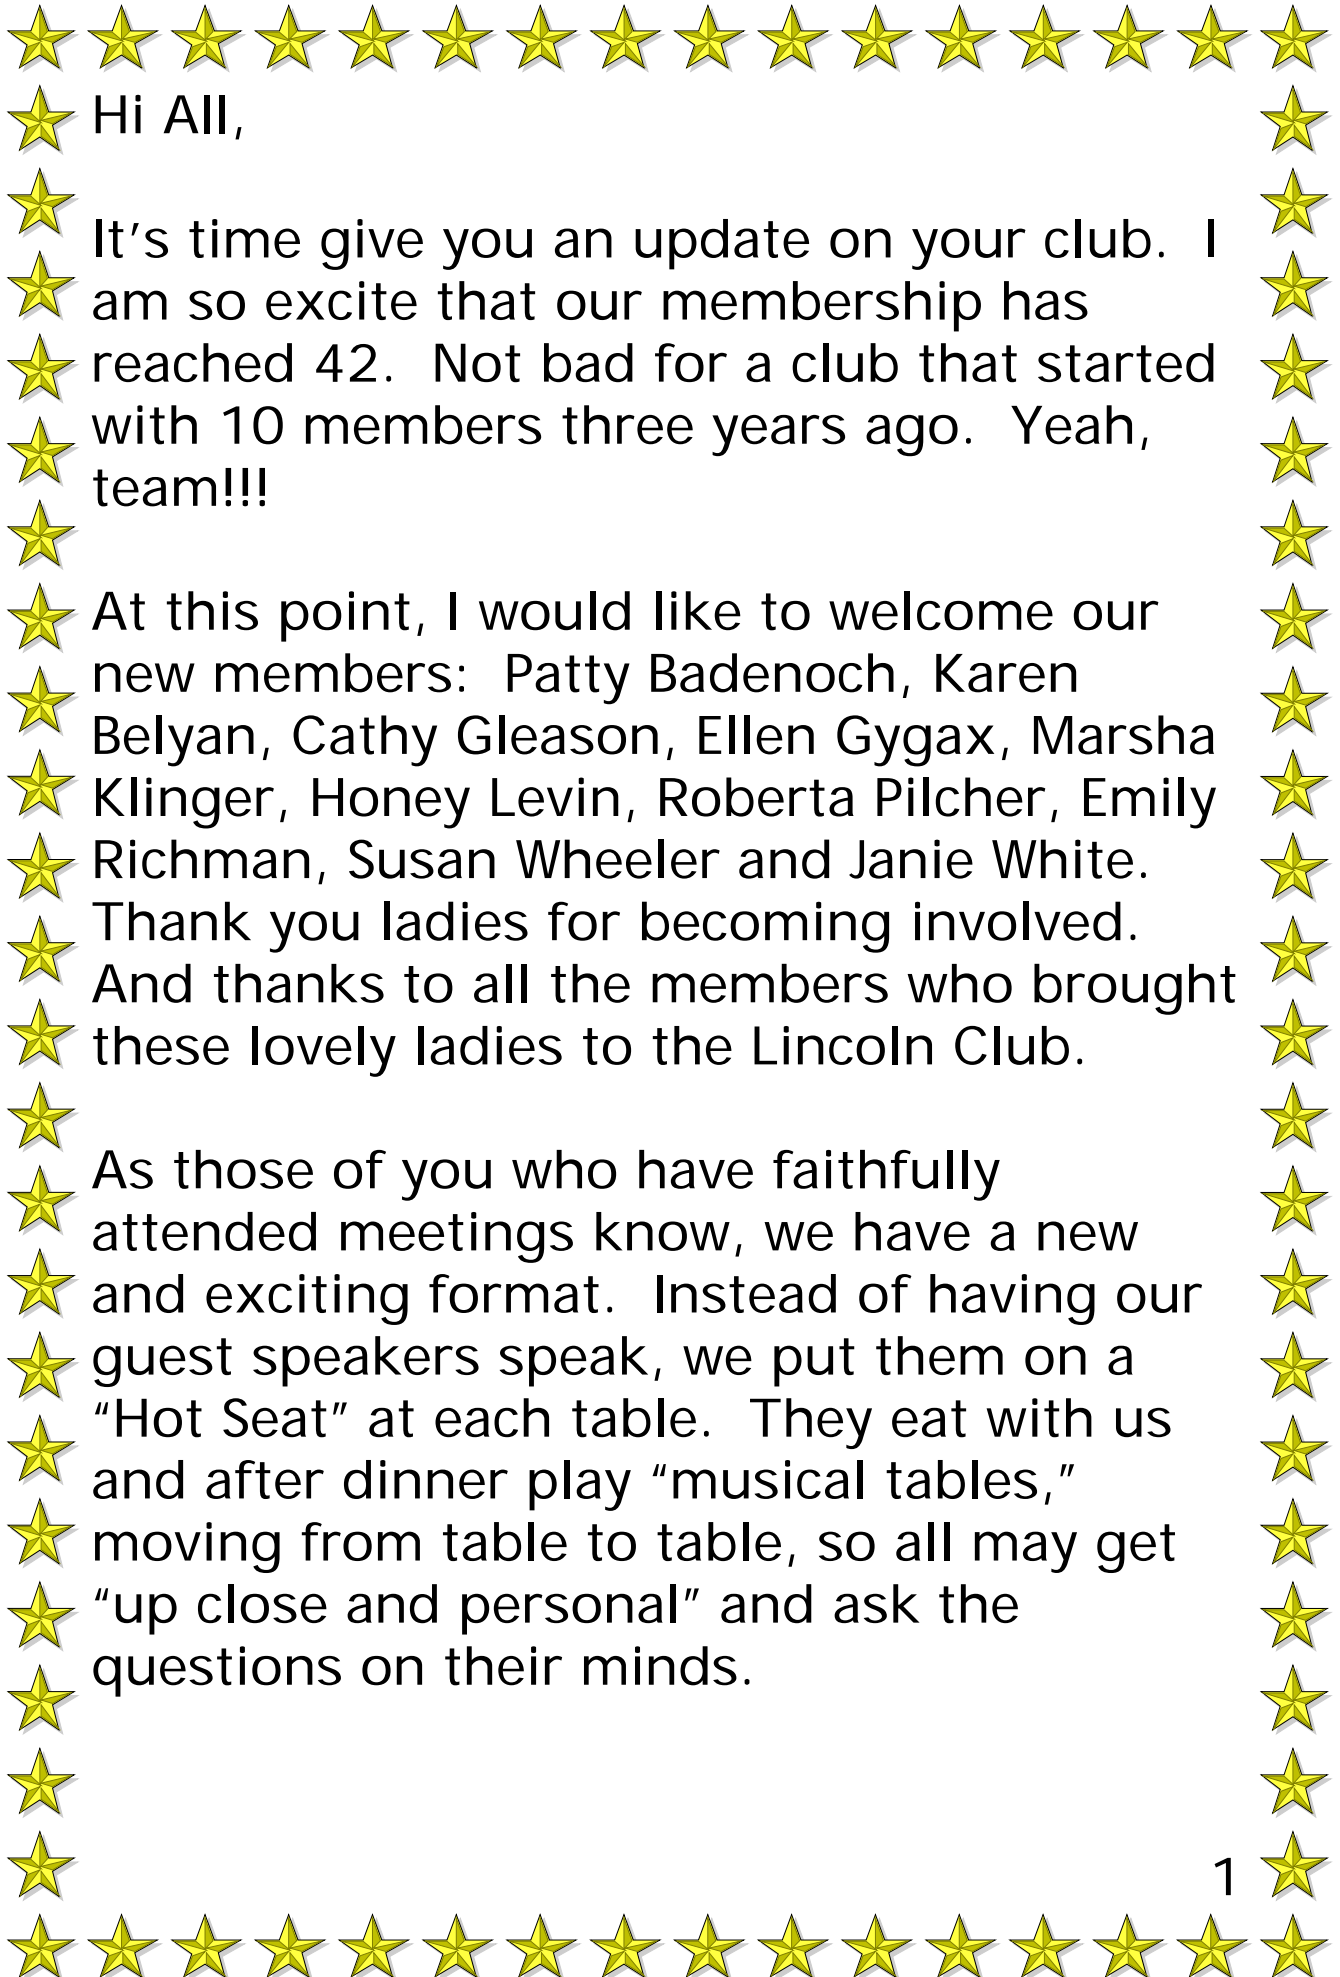 Hi All,
It's time give you an update on your club.  I
am so excite that our membership has
reached 42.  Not bad for a club that started
with 10 members three years ago.  Yeah,
team!!!
At this point, I would like to welcome our
new members:  Patty Badenoch, Karen
Belyan, Cathy Gleason, Ellen Gygax, Marsha
Klinger, Honey Levin, Roberta Pilcher, Emily
Richman, Susan Wheeler and Janie White.
Thank you ladies for becoming involved.
And thanks to all the members who brought
these lovely ladies to the Lincoln Club.
As those of you who have faithfully
attended meetings know, we have a new
and exciting format.  Instead of having our
guest speakers speak, we put them on a
“Hot Seat” at each table.  They eat with us
and after dinner play “musical tables,”
moving from table to table, so all may get
“up close and personal” and ask the
questions on their minds.
1